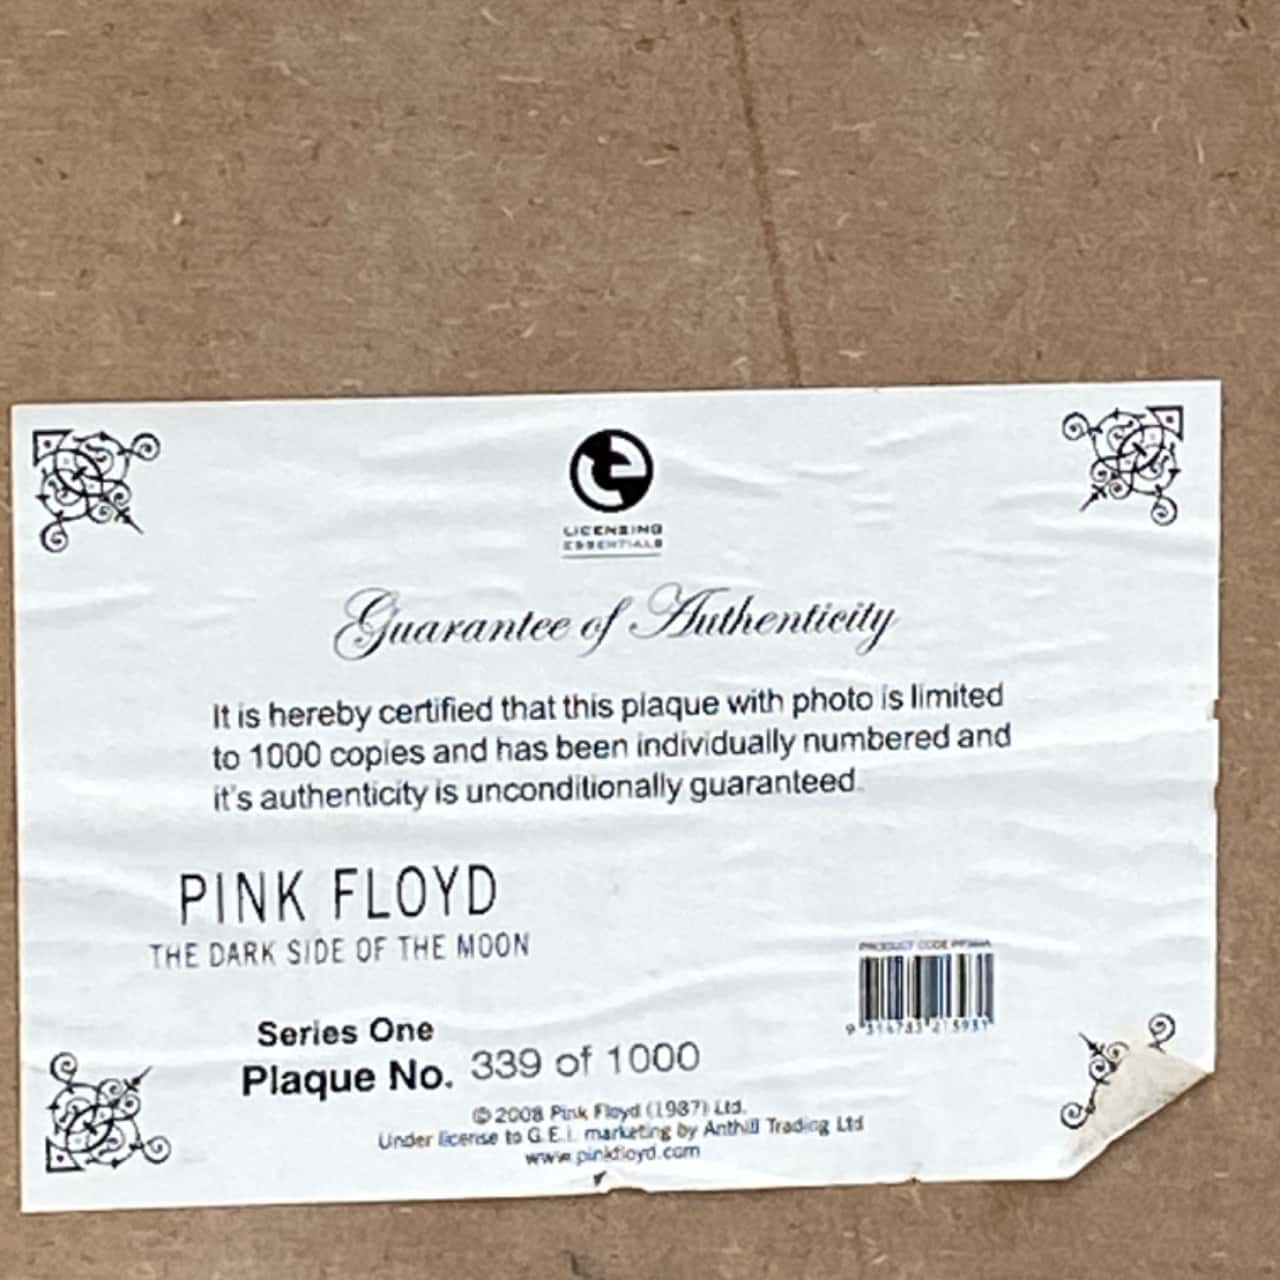 LICENSING
ESSENTIALS
Guarantee of Authenticity
It is hereby certified that this plaque with photo is limited
to 1000 copies and has been individually numbered and
it's authenticity is unconditionally guaranteed.
PINK FLOYD
THE DARK SIDE OF THE MOON
PRODUCT CODE
Series One
Plaque No. 339 of 1000
© 2008 Pink Floyd (1987) Ltd.
Under license to G.E.I. marketing by Anthill Trading Ltd
www.pinkfloyd.com